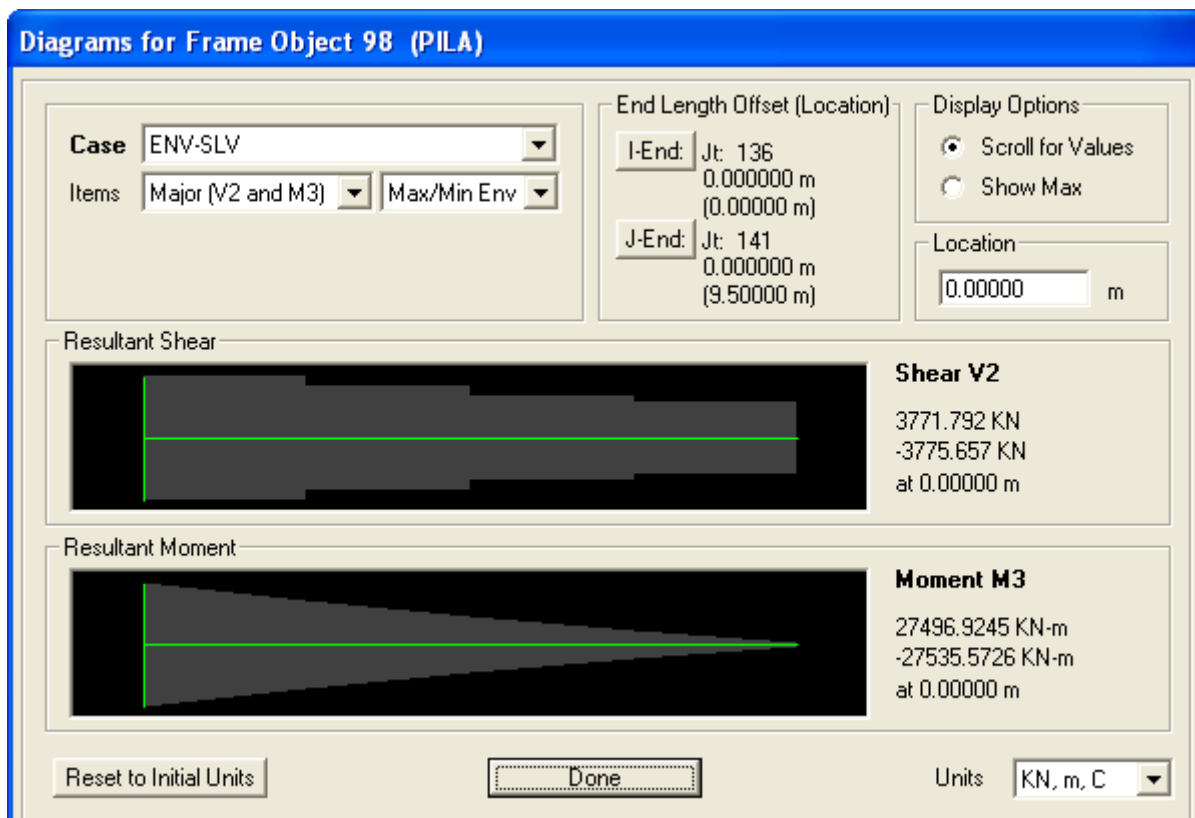 Diagrams for Frame Object 98 (PILA)
Case ENV-SLV
Items Major (V2 and M3) Max/Min Env
End Length Offset (Location)
I-End: Jt: 136
0.000000 m
(0.00000 m)
J-End: Jt: 141
0.000000 m
(9.50000 m)
Display Options
Scroll for Values
Show Max
Location
0.00000 m
Resultant Shear
Shear V2
3771.792 KN
-3775.657 KN
at 0.00000 m
Resultant Moment
Moment M3
27496.9245 KN-m
-27535.5726 KN-m
at 0.00000 m
Reset to Initial Units
Done
Units KN, m, C